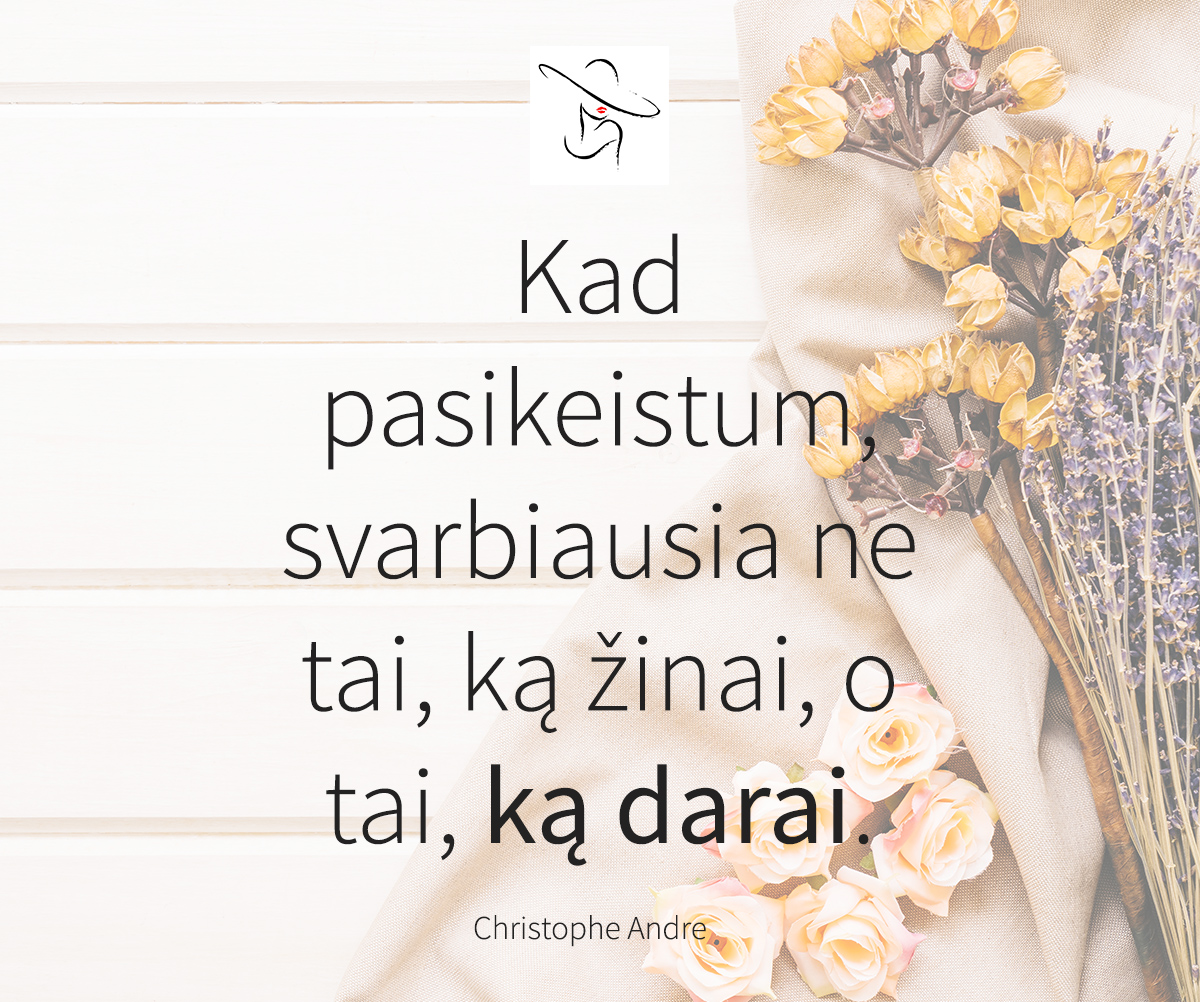 Kad
pasikeistum,
svarbiausia ne
tai, ką žinai, o
tai, ką darai.
Christophe Andre